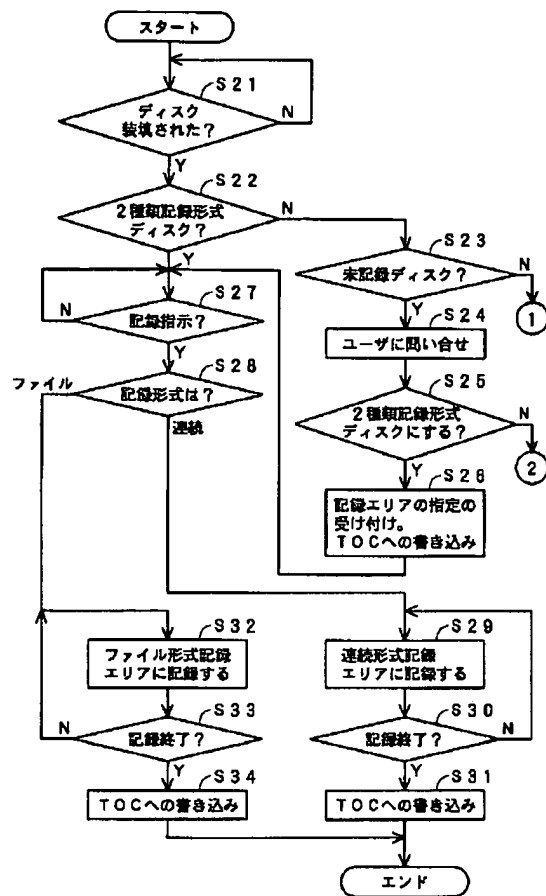 スタート
S21
ディスク
装填された?
N
Y
S22
2種類記録形式
ディスク?
N
Y
S23
未記録ディスク?
N
1
Y
S24
ユーザに問い合せ
S25
2種類記録形式
ディスクにする?
N
2
Y
S26
記録エリアの指定の
受け付け。
TOCへの書き込み
S27
記録指示?
N
Y
S28
記録形式は?
ファイル
連続
S32
ファイル形式記録
エリアに記録する
S33
記録終了?
N
Y
S34
TOCへの書き込み
S29
連続形式記録
エリアに記録する
S30
記録終了?
N
Y
S31
TOCへの書き込み
エンド